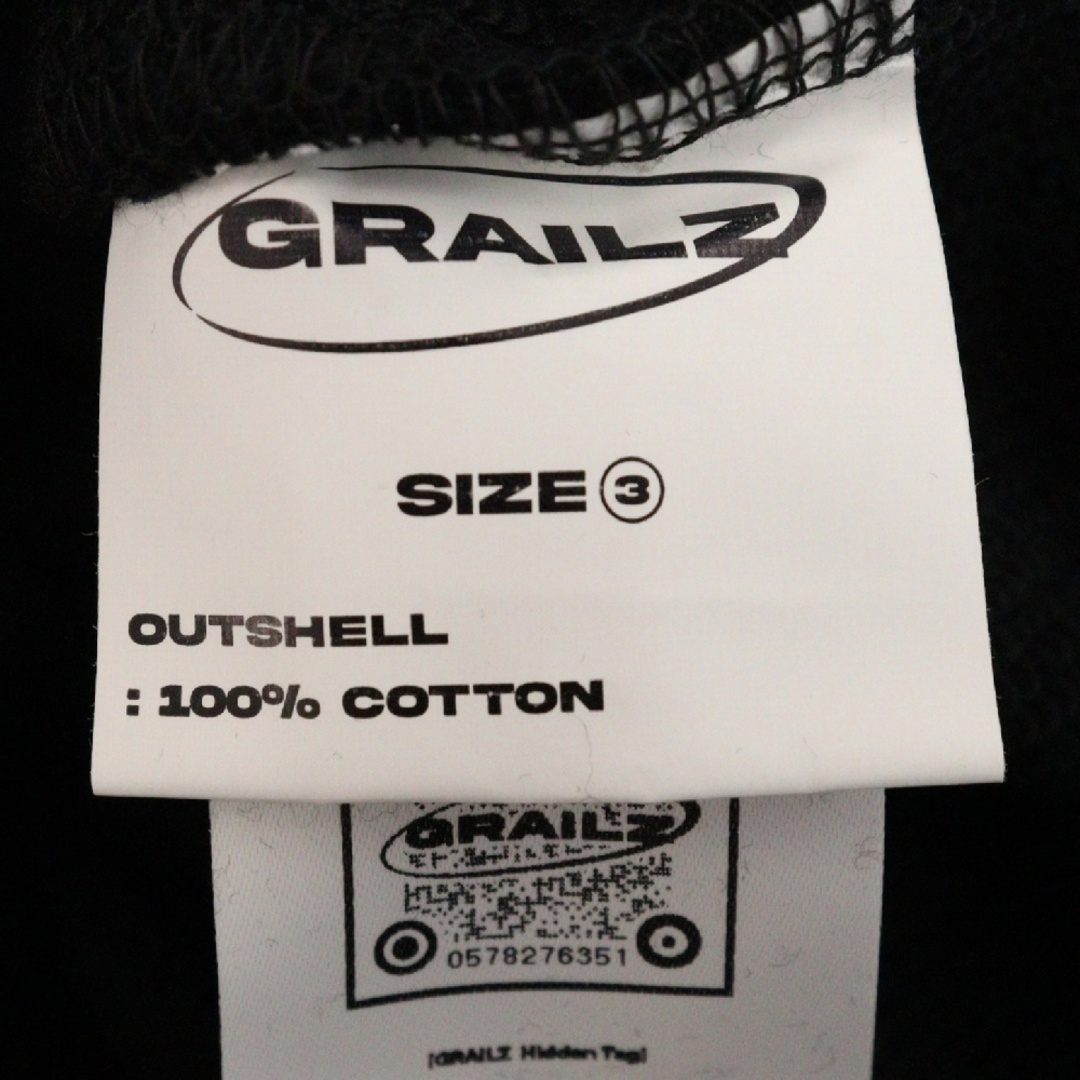 GRAILZ
SIZE 3
OUTSHELL
: 100% COTTON
GRAILZ
0578276351
[GRAILZ Hidden Tag]